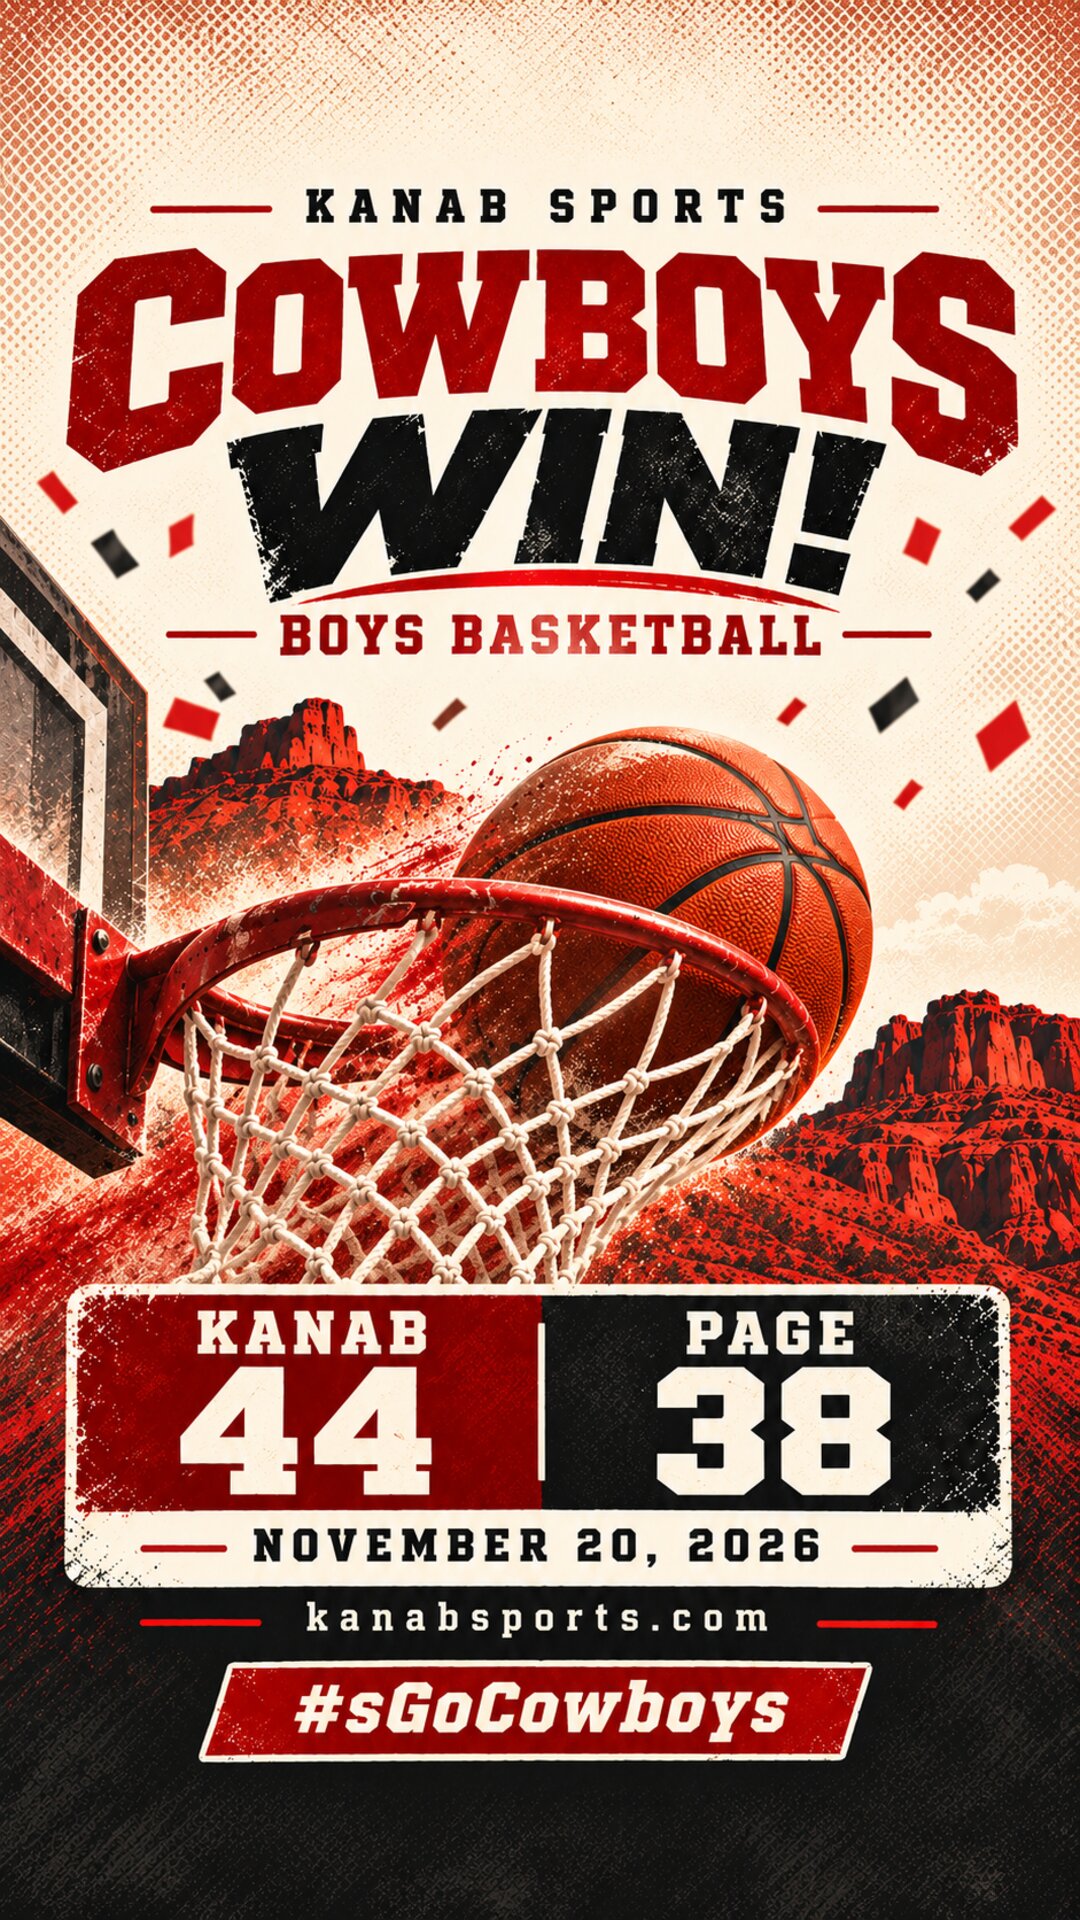 KANAB SPORTS
COWBOYS
WIN!
BOYS BASKETBALL
KANAB
44
PAGE
38
NOVEMBER 20, 2026
kanabsports.com
#sGoCowboys